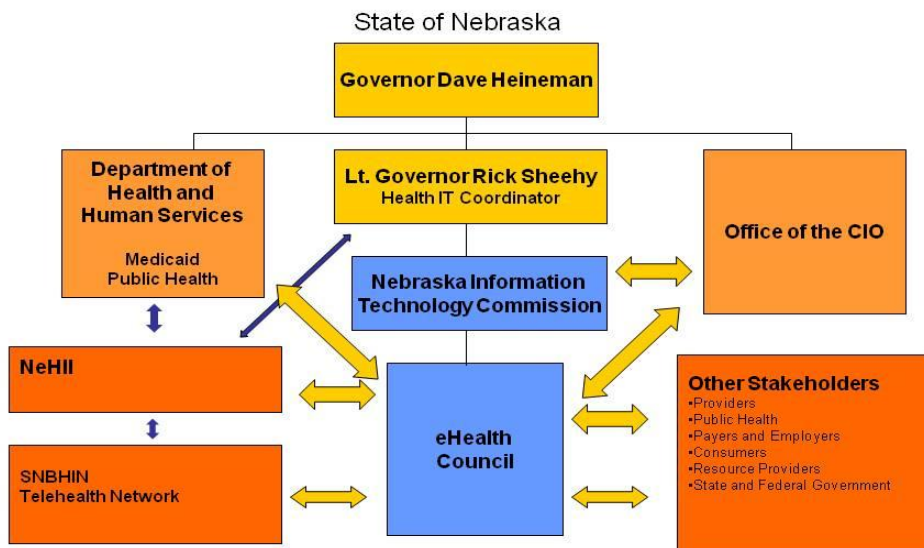 State of Nebraska
Governor Dave Heineman
Department of
Health and
Human Services
Medicaid
Public Health
Lt. Governor Rick Sheehy
Health IT Coordinator
Office of the CIO
Nebraska Information
Technology Commission
NeHII
eHealth
Council
Other Stakeholders
•Providers
•Public Health
•Payers and Employers
•Consumers
•Resource Providers
•State and Federal Government
SNBHIN
Telehealth Network